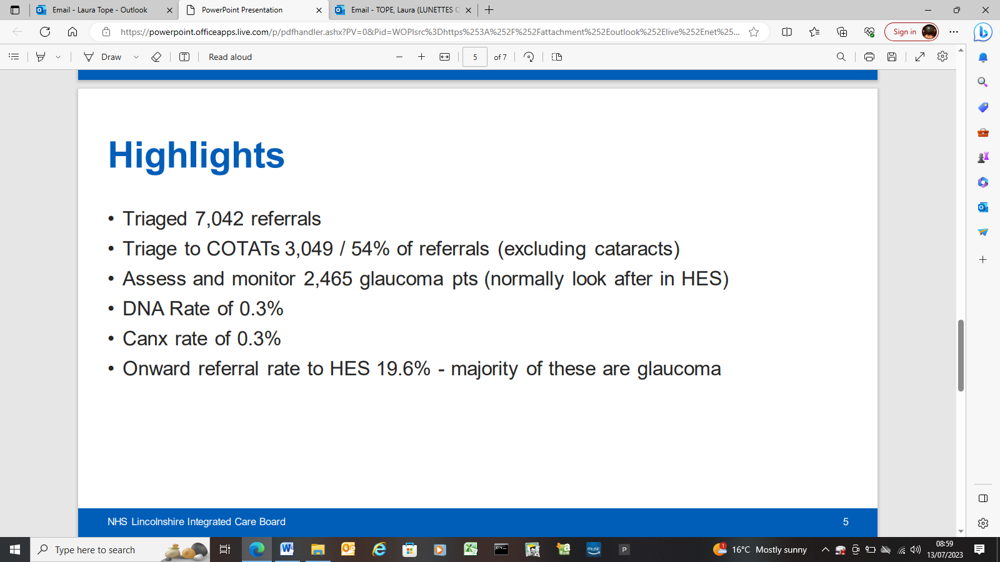 Email - Laura Tope - Outlook
PowerPoint Presentation
Email - TOPE, Laura (LUNETTES O
https://powerpoint.officeapps.live.com/p/pdfhandler.ashx?PV=0&Pid=WOPIsrc%3Dhttps%253A%252F%252Fattachment%252Eoutlook%252Elive%252Enet%25...
Sign in
Draw
Read aloud
5 of 7
Highlights
• Triaged 7,042 referrals
• Triage to COTATs 3,049 / 54% of referrals (excluding cataracts)
• Assess and monitor 2,465 glaucoma pts (normally look after in HES)
• DNA Rate of 0.3%
• Canx rate of 0.3%
• Onward referral rate to HES 19.6% - majority of these are glaucoma
NHS Lincolnshire Integrated Care Board
5
Type here to search
music
P
1
16°C Mostly sunny
08:59
13/07/2023